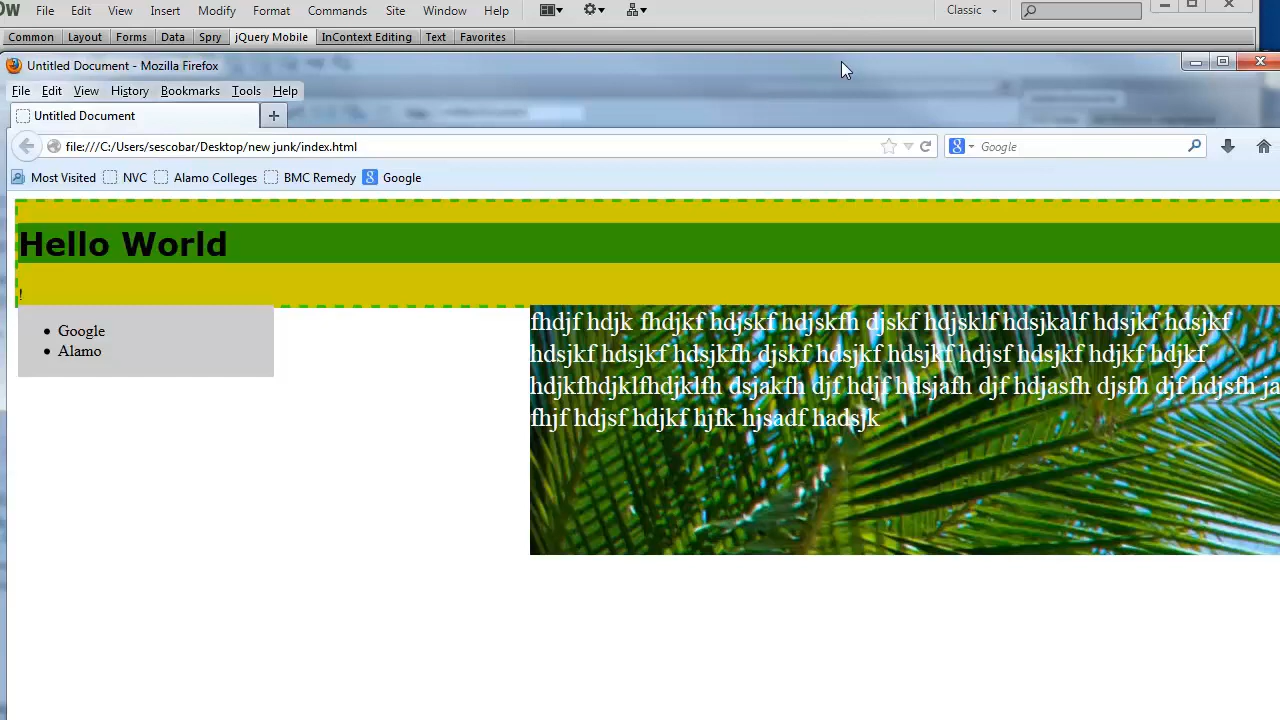 File Edit View Insert Modify Format Commands Site Window Help Classic
Common Layout Forms Data Spry jQuery Mobile InContext Editing Text Favorites
Untitled Document - Mozilla Firefox
File Edit View History Bookmarks Tools Help
Untitled Document
file:///C:/Users/sescobar/Desktop/new junk/index.html
Google
Most Visited NVC Alamo Colleges BMC Remedy Google
Hello World
!
Google
Alamo
fhdjf hdjk fhdjkf hdjskf hdjskfh djskf hdjsklf hdsjkalf hdsjkf hdsjkf
hdsjkf hdsjkf hdsjkfh djskf hdsjkf hdsjkf hdjsf hdsjkf hdjkf hdjkf
hdjkfhdjklfhdjklfh dsjakfh djf hdjf hdsjafh djf hdjasfh djsfh djf hdjsfh ja
fhjf hdjsf hdjkf hjfk hjsadf hadsjk